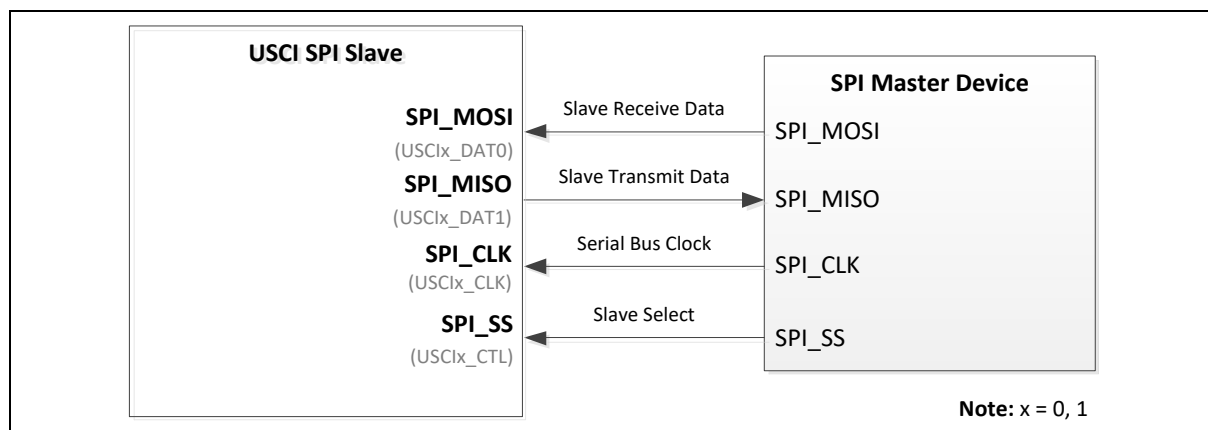 USCI SPI Slave
SPI Master Device
SPI_MOSI
(USCIx_DAT0)
Slave Receive Data
SPI_MOSI
SPI_MISO
(USCIx_DAT1)
Slave Transmit Data
SPI_MISO
SPI_CLK
(USCIx_CLK)
Serial Bus Clock
SPI_CLK
SPI_SS
(USCIx_CTL)
Slave Select
SPI_SS
Note: x = 0, 1